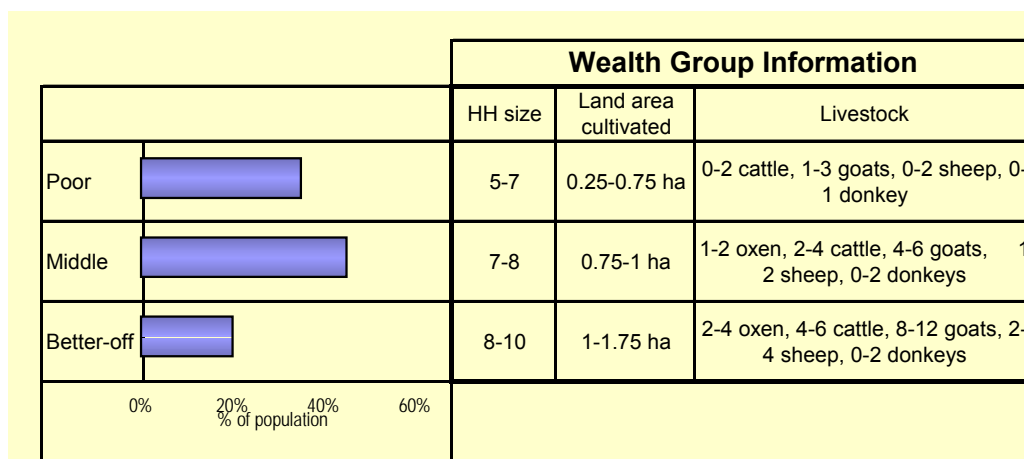 Wealth Group Information
HH size
Land area
cultivated
Livestock
Poor
5-7
0.25-0.75 ha
0-2 cattle, 1-3 goats, 0-2 sheep, 0-
1 donkey
Middle
7-8
0.75-1 ha
1-2 oxen, 2-4 cattle, 4-6 goats, 1
2 sheep, 0-2 donkeys
Better-off
8-10
1-1.75 ha
2-4 oxen, 4-6 cattle, 8-12 goats, 2-
4 sheep, 0-2 donkeys
0% 20% 40% 60%
% of population